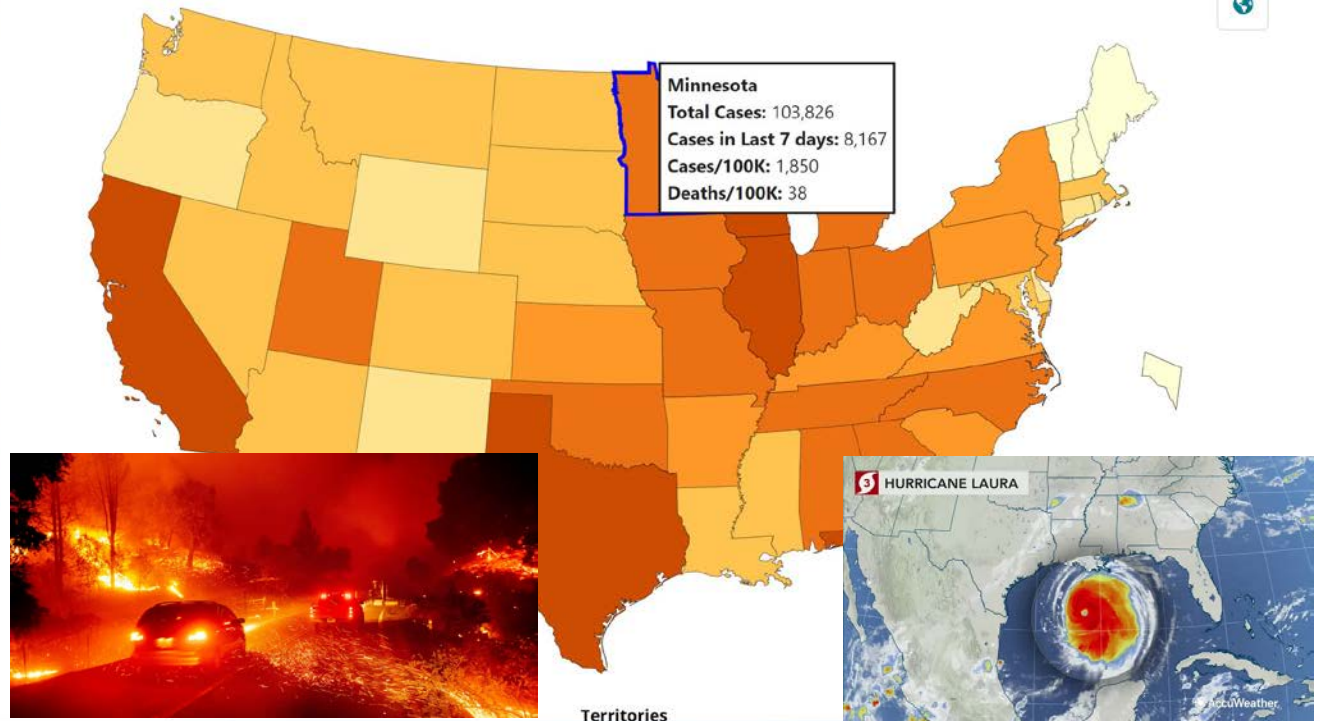 Minnesota
Total Cases: 103,826
Cases in Last 7 days: 8,167
Cases/100K: 1,850
Deaths/100K: 38
3 HURRICANE LAURA
AccuWeather
Territories